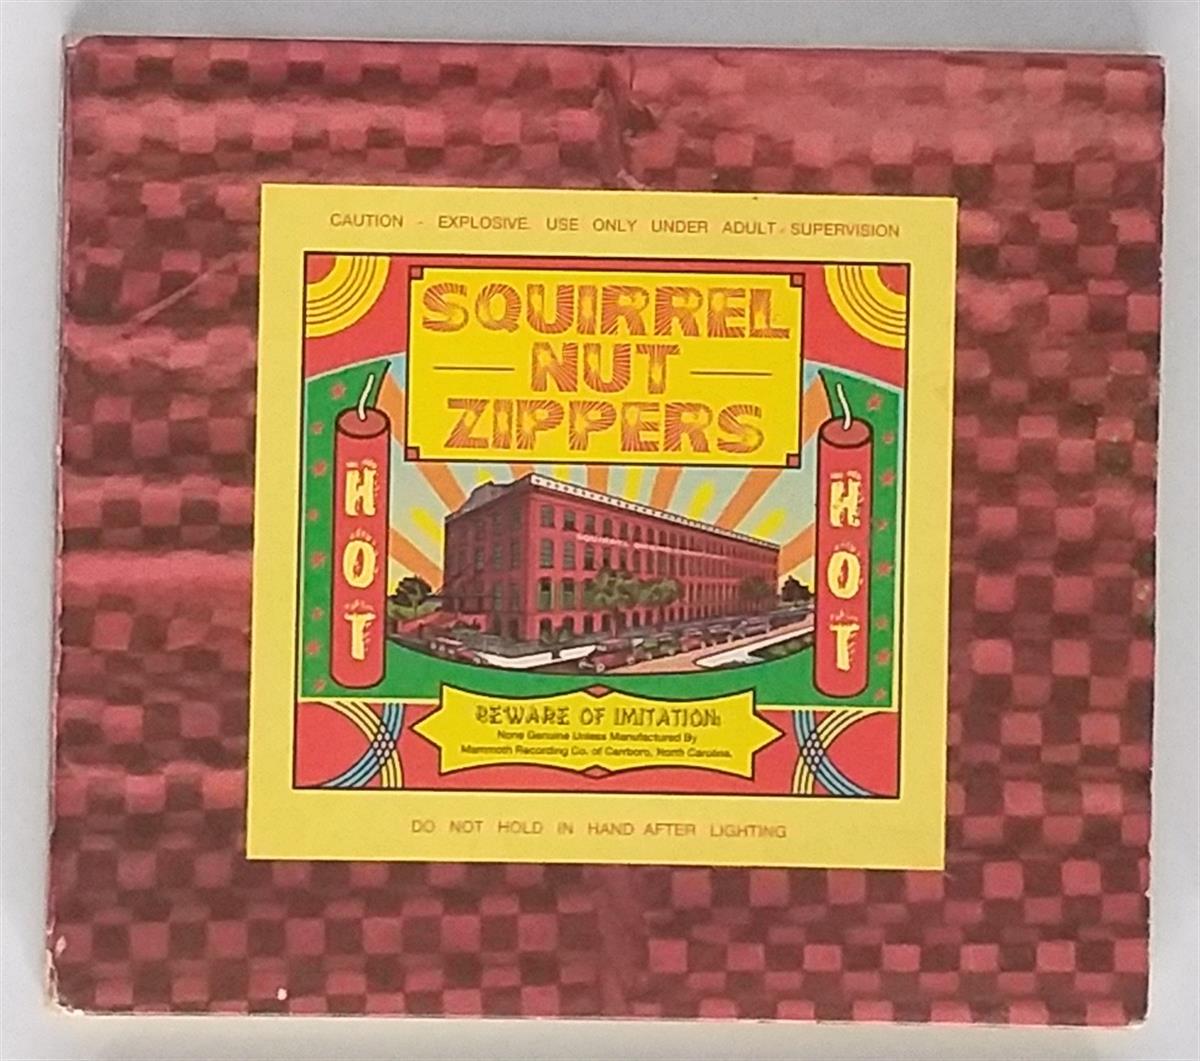 CAUTION - EXPLOSIVE. USE ONLY UNDER ADULT - SUPERVISION
SQUIRREL
NUT
ZIPPERS
HOT
HOT
BEWARE OF IMITATION:
None Genuine Unless Manufactured By
Mammoth Recording Co. of Carrboro, North Carolina.
DO NOT HOLD IN HAND AFTER LIGHTING